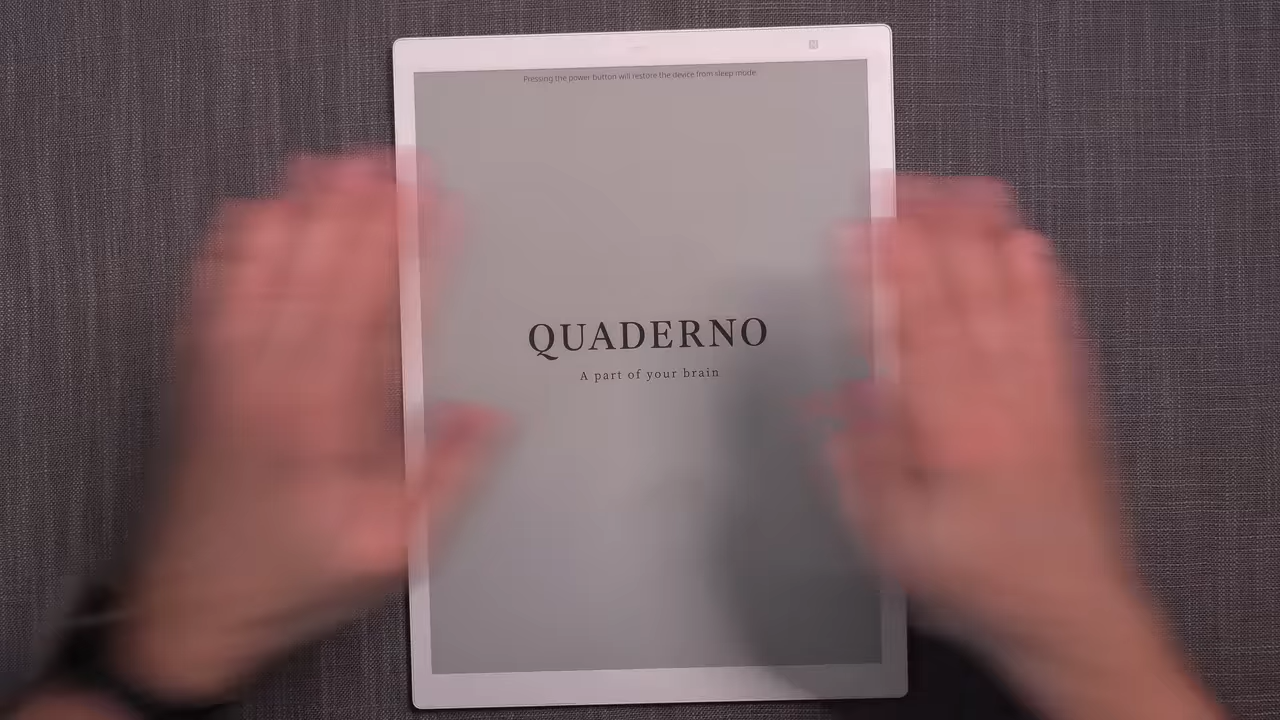 Pressing the power button will restore the device from sleep mode.
QUADERNO
A part of your brain